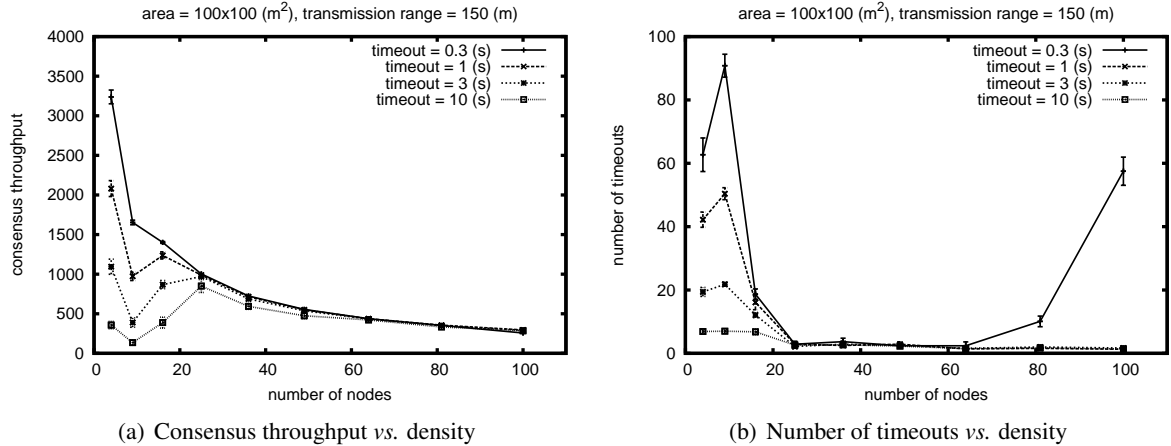 area = 100x100 (m2), transmission range = 150 (m)
4000
3500
3000
2500
2000
1500
1000
500
0
consensus throughput
timeout = 0.3 (s)
timeout = 1 (s)
timeout = 3 (s)
timeout = 10 (s)
0 20 40 60 80 100
number of nodes
(a) Consensus throughput vs. density
area = 100x100 (m2), transmission range = 150 (m)
100
80
60
40
20
0
number of timeouts
timeout = 0.3 (s)
timeout = 1 (s)
timeout = 3 (s)
timeout = 10 (s)
0 20 40 60 80 100
number of nodes
(b) Number of timeouts vs. density